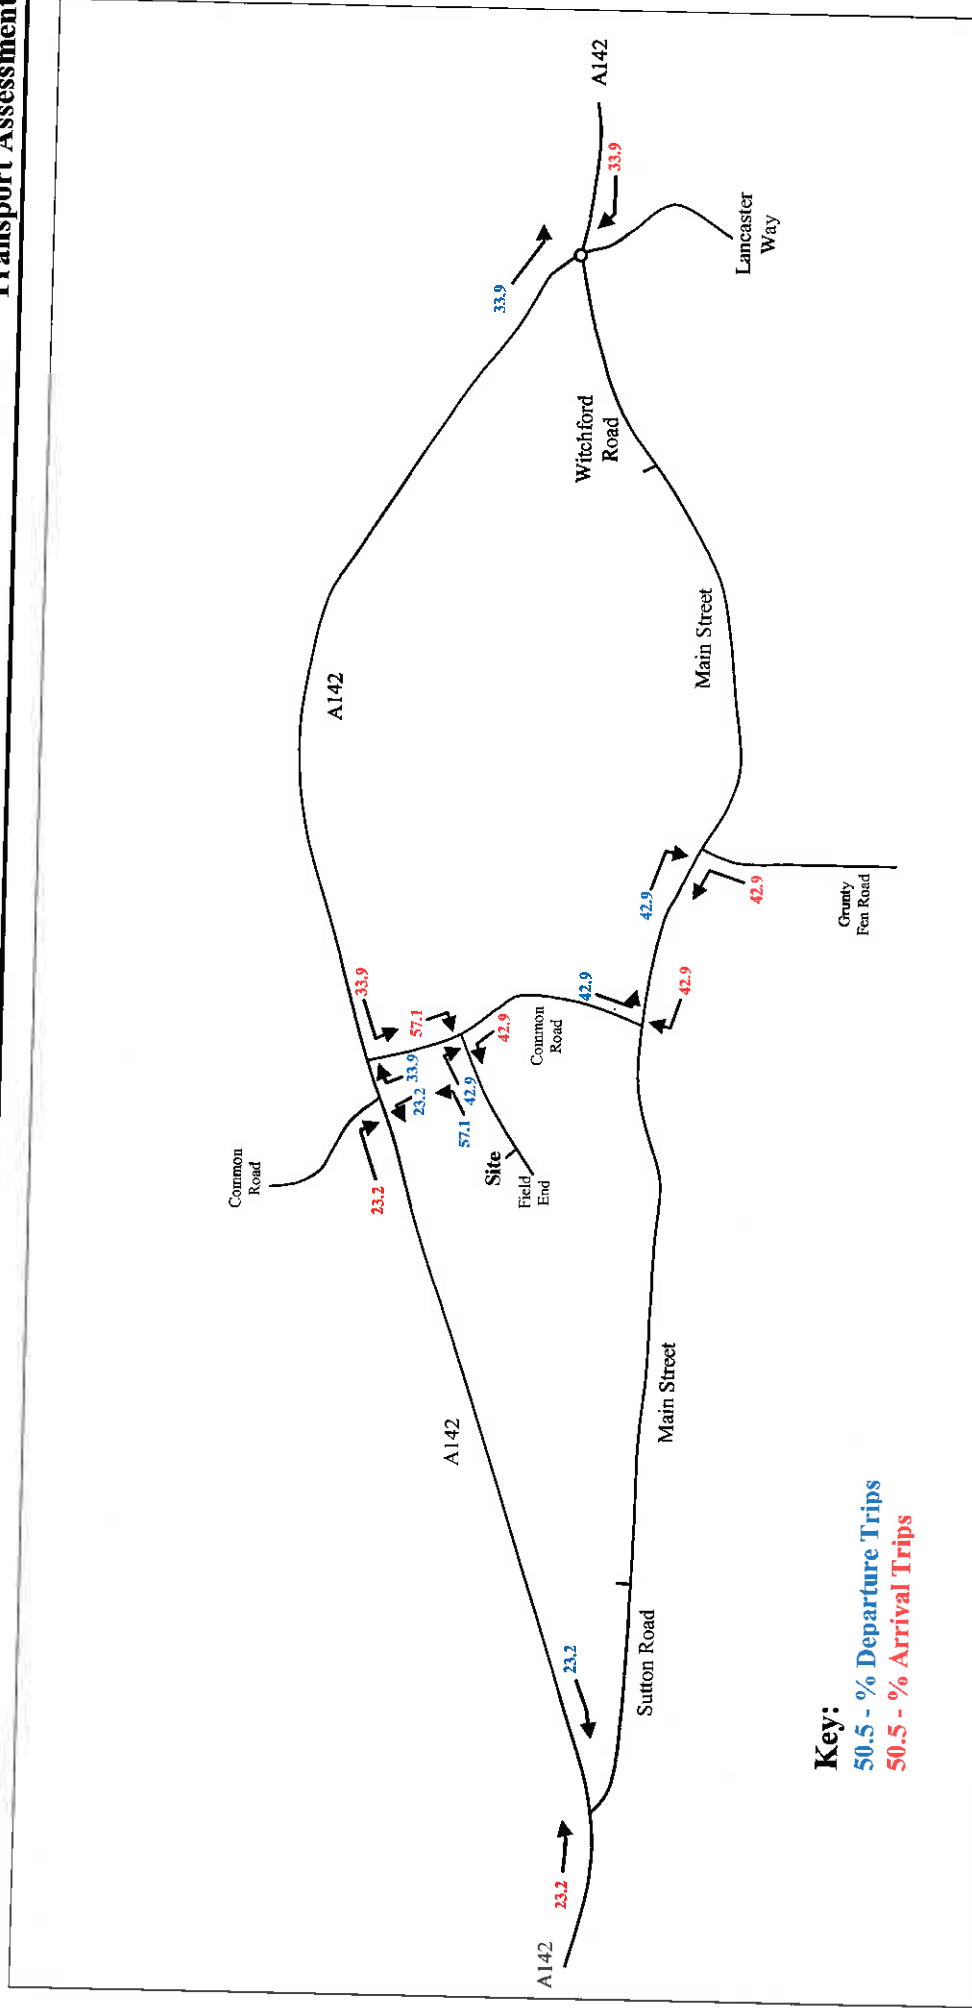 Transport Assessment
A142
33.9
33.9
Lancaster
Way
Witchford
Road
Main Street
A142
42.9
42.9
Grunty
Fen Road
33.9
57.1
42.9
42.9
42.9
Common
Road
33.9
23.2
42.9
57.1
Common
Road
23.2
Site
Field
End
A142
Main Street
23.2
Sutton Road
23.2
A142
Key:
50.5 - % Departure Trips
50.5 - % Arrival Trips